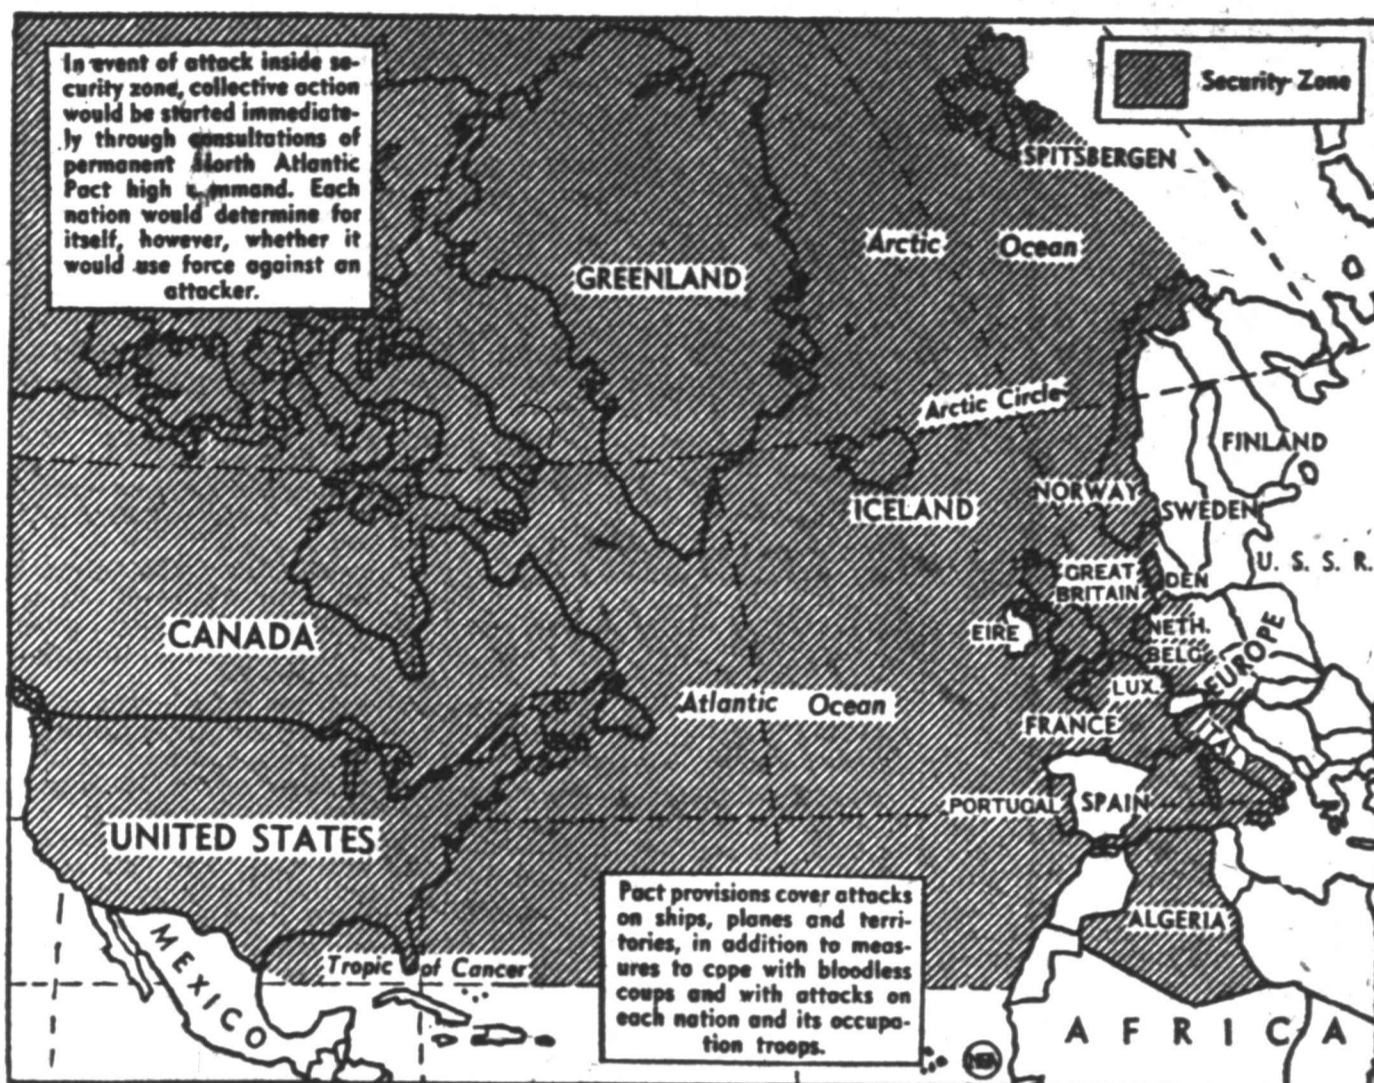 In event of attack inside se-
curity zone, collective action
would be started immediate-
ly through consultations of
permanent North Atlantic
Pact high command. Each
nation would determine for
itself, however, whether it
would use force against an
attacker.
Security Zone
SPITSBERGEN
Arctic Ocean
GREENLAND
Arctic Circle
FINLAND
NORWAY
ICELAND
SWEDEN
U. S. S. R.
GREAT
BRITAIN
DEN
EIRE
NETH.
BELG.
EUROPE
CANADA
LUX.
Atlantic Ocean
FRANCE
ITALY
PORTUGAL
SPAIN
UNITED STATES
Pact provisions cover attacks
on ships, planes and terri-
tories, in addition to meas-
ures to cope with bloodless
coups and with attacks on
each nation and its occupa-
tion troops.
ALGERIA
MEXICO
Tropic of Cancer
AFRICA